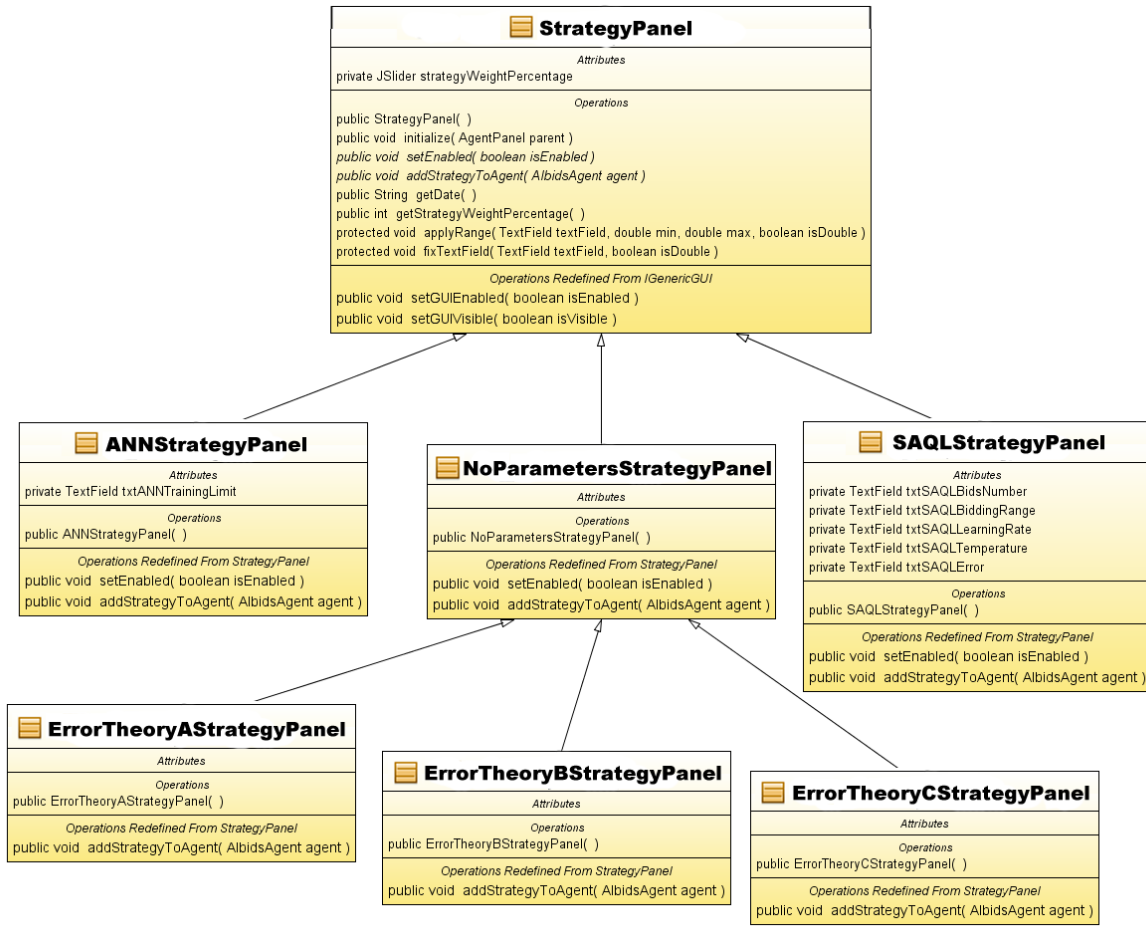 StrategyPanel
Attributes
private JSlider strategyWeightPercentage
Operations
public StrategyPanel( )
public void initialize( AgentPanel parent )
public void setEnabled( boolean isEnabled )
public void addStrategyToAgent( AlbidsAgent agent )
public String getDate( )
public int getStrategyWeightPercentage( )
protected void applyRange( TextField textField, double min, double max, boolean isDouble )
protected void fixTextField( TextField textField, boolean isDouble )
Operations Redefined From IGenericGUI
public void setGUIEnabled( boolean isEnabled )
public void setGUIVisible( boolean isVisible )
ANNStrategyPanel
Attributes
private TextField txtANNTrainingLimit
Operations
public ANNStrategyPanel( )
Operations Redefined From StrategyPanel
public void setEnabled( boolean isEnabled )
public void addStrategyToAgent( AlbidsAgent agent )
NoParametersStrategyPanel
Attributes
Operations
public NoParametersStrategyPanel( )
Operations Redefined From StrategyPanel
public void setEnabled( boolean isEnabled )
public void addStrategyToAgent( AlbidsAgent agent )
SAQLStrategyPanel
Attributes
private TextField txtSAQLBidsNumber
private TextField txtSAQLBiddingRange
private TextField txtSAQLLearningRate
private TextField txtSAQLTemperature
private TextField txtSAQLError
Operations
public SAQLStrategyPanel( )
Operations Redefined From StrategyPanel
public void setEnabled( boolean isEnabled )
public void addStrategyToAgent( AlbidsAgent agent )
ErrorTheoryAStrategyPanel
Attributes
Operations
public ErrorTheoryAStrategyPanel( )
Operations Redefined From StrategyPanel
public void addStrategyToAgent( AlbidsAgent agent )
ErrorTheoryBStrategyPanel
Attributes
Operations
public ErrorTheoryBStrategyPanel( )
Operations Redefined From StrategyPanel
public void addStrategyToAgent( AlbidsAgent agent )
ErrorTheoryCStrategyPanel
Attributes
Operations
public ErrorTheoryCStrategyPanel( )
Operations Redefined From StrategyPanel
public void addStrategyToAgent( AlbidsAgent agent )